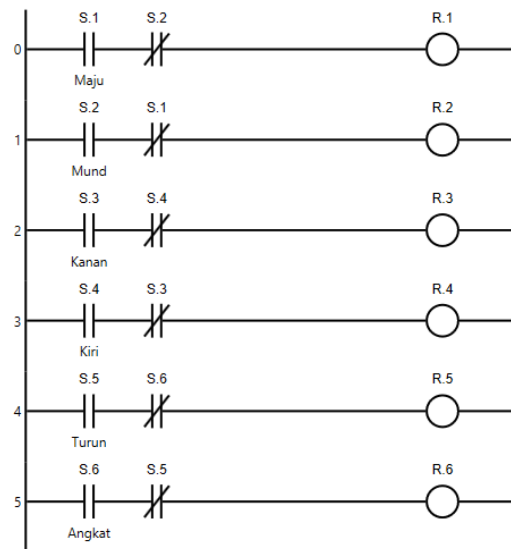 S.1 S.2 R.1
0
Maju
S.2 S.1 R.2
1
Mund
S.3 S.4 R.3
2
Kanan
S.4 S.3 R.4
3
Kiri
S.5 S.6 R.5
4
Turun
S.6 S.5 R.6
5
Angkat